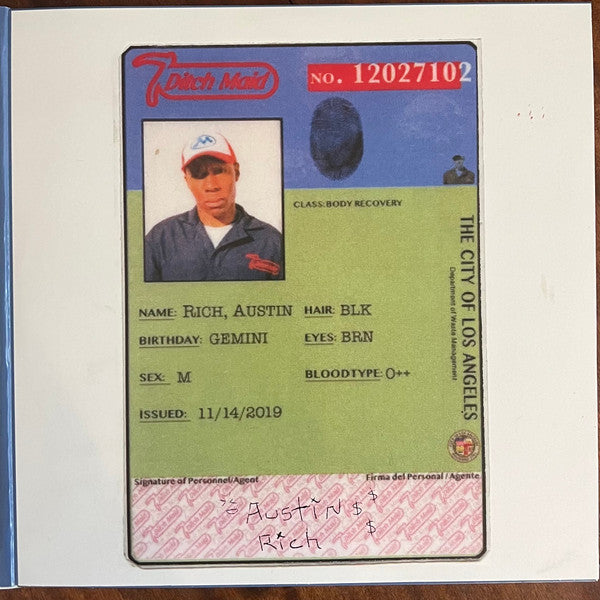 Ditch Maid
NO. 12027102
CLASS: BODY RECOVERY
NAME: RICH, AUSTIN HAIR: BLK
BIRTHDAY: GEMINI EYES: BRN
SEX: M BLOODTYPE: O++
ISSUED: 11/14/2019
THE CITY OF LOS ANGELES
Department of Waste Management
Signature of Personnel/Agent Firma del Personal / Agente
Austin $ $ $
Rich